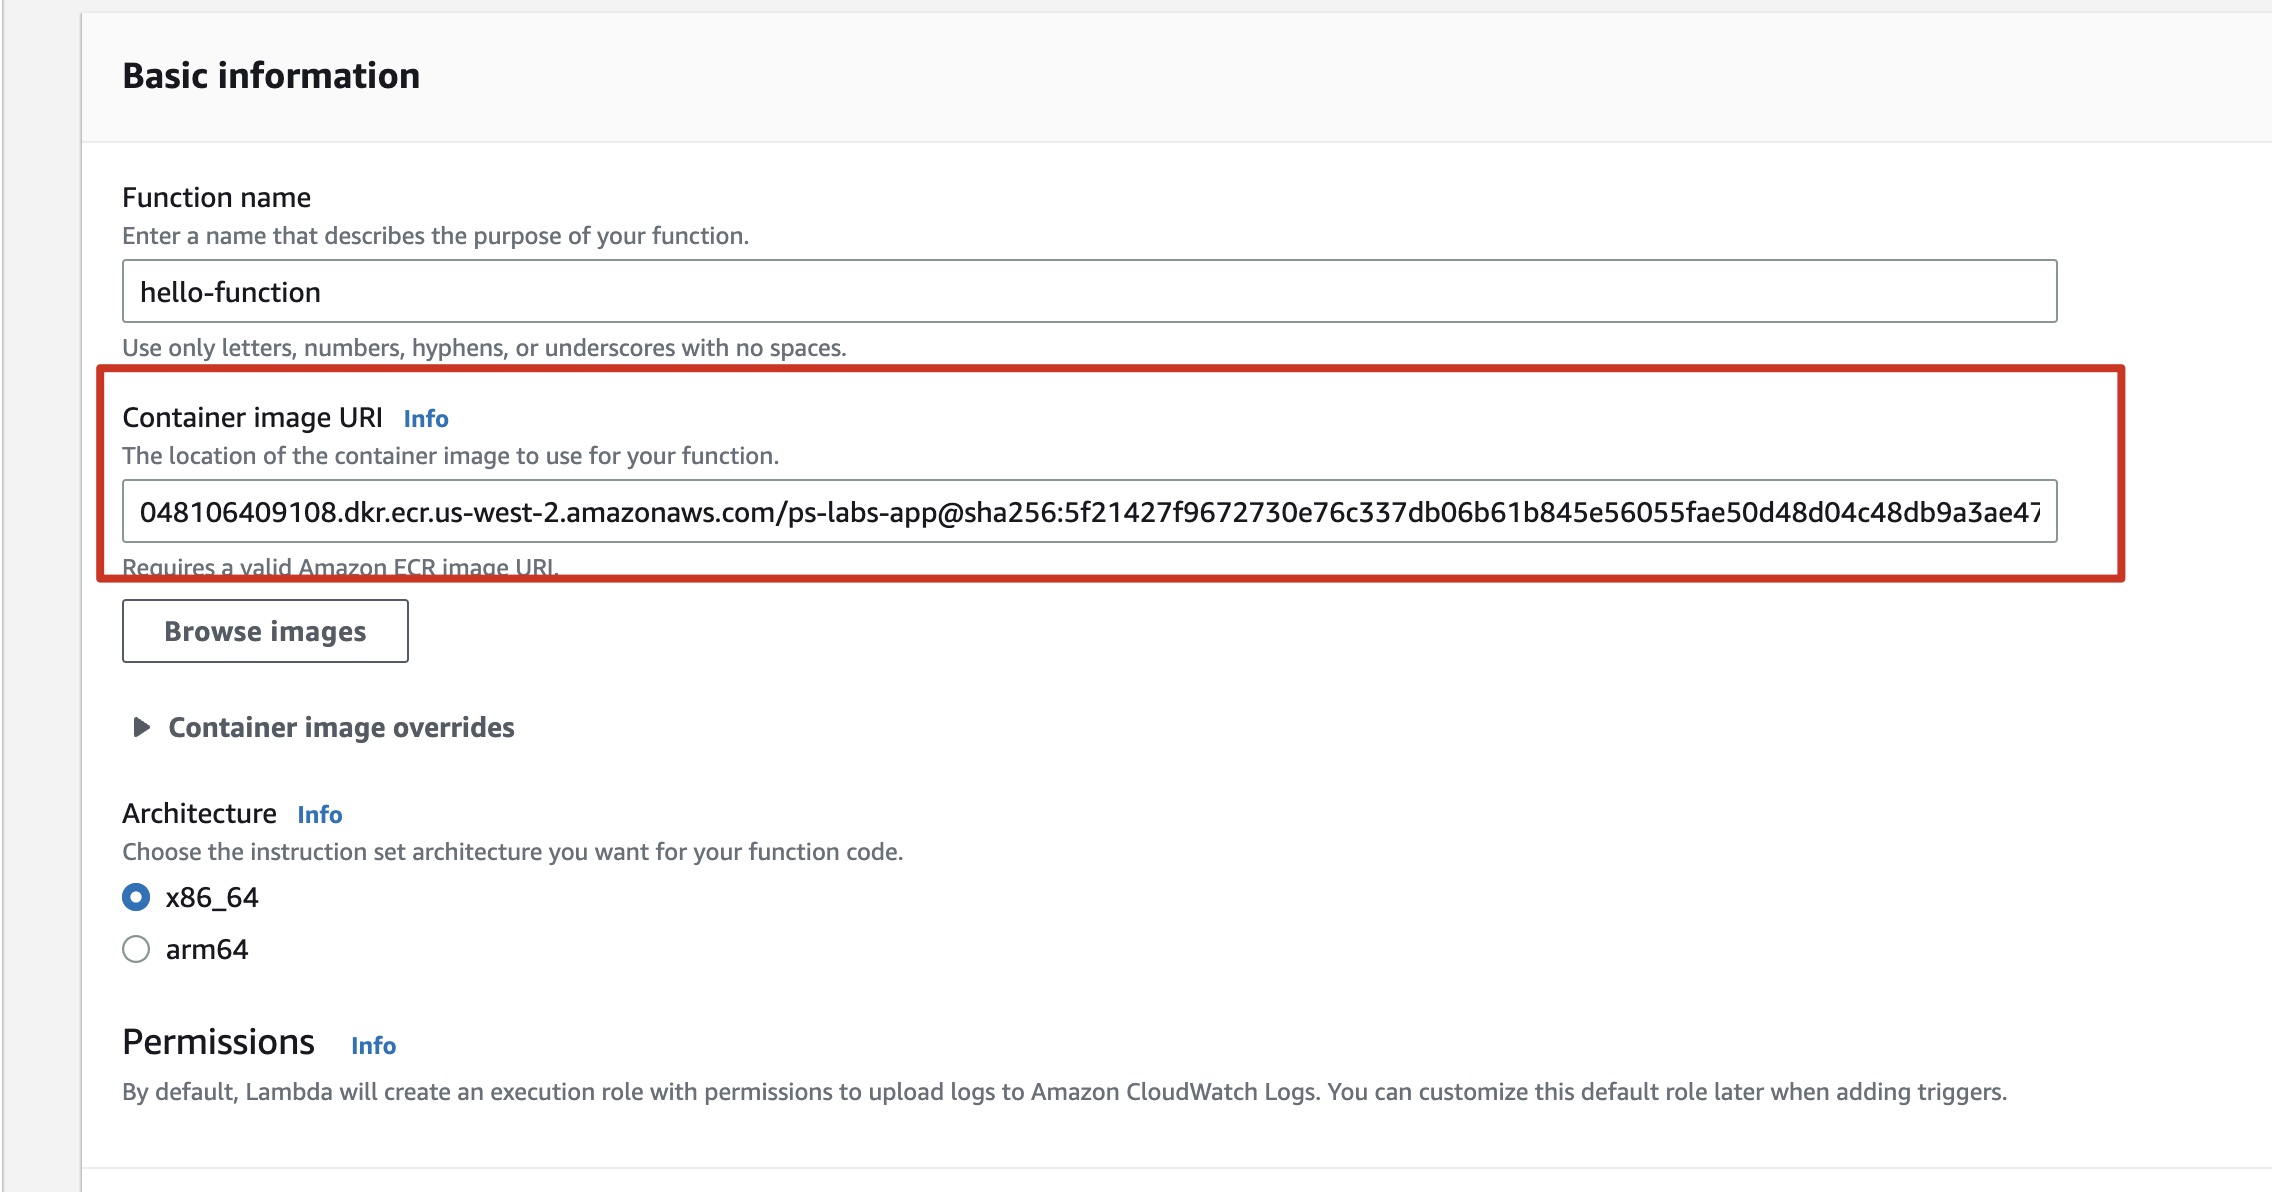 Basic information
Function name
Enter a name that describes the purpose of your function.
hello-function
Use only letters, numbers, hyphens, or underscores with no spaces.
Container image URI Info
The location of the container image to use for your function.
048106409108.dkr.ecr.us-west-2.amazonaws.com/ps-labs-app@sha256:5f21427f9672730e76c337db06b61b845e56055fae50d48d04c48db9a3ae47
Requires a valid Amazon ECR image URI.
Browse images
Container image overrides
Architecture Info
Choose the instruction set architecture you want for your function code.
x86_64
arm64
Permissions Info
By default, Lambda will create an execution role with permissions to upload logs to Amazon CloudWatch Logs. You can customize this default role later when adding triggers.